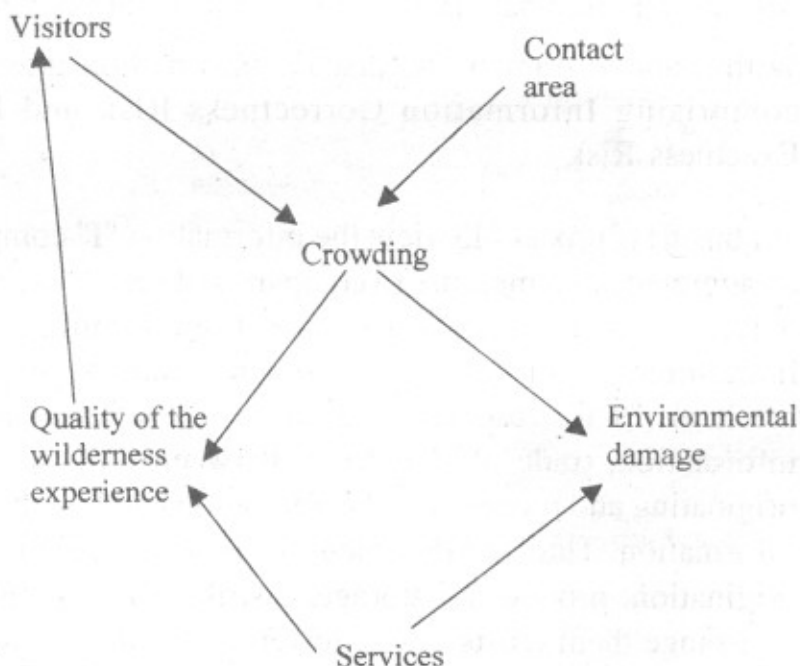 Visitors
Contact
area
Crowding
Quality of the
wilderness
experience
Environmental
damage
Services